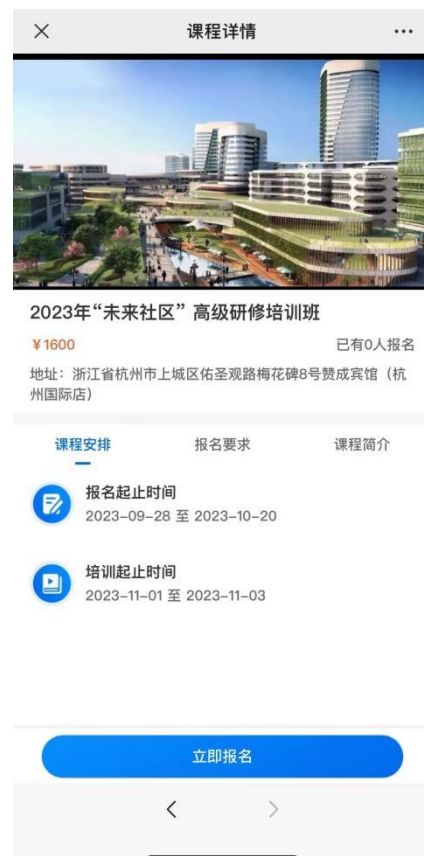 课程详情
2023年“未来社区”高级研修培训班
¥1600
已有0人报名
地址：浙江省杭州市上城区佑圣观路梅花碑8号赞成宾馆（杭
州国际店）
课程安排
报名要求
课程简介
报名起止时间
2023-09-28 至 2023-10-20
培训起止时间
2023-11-01 至 2023-11-03
立即报名